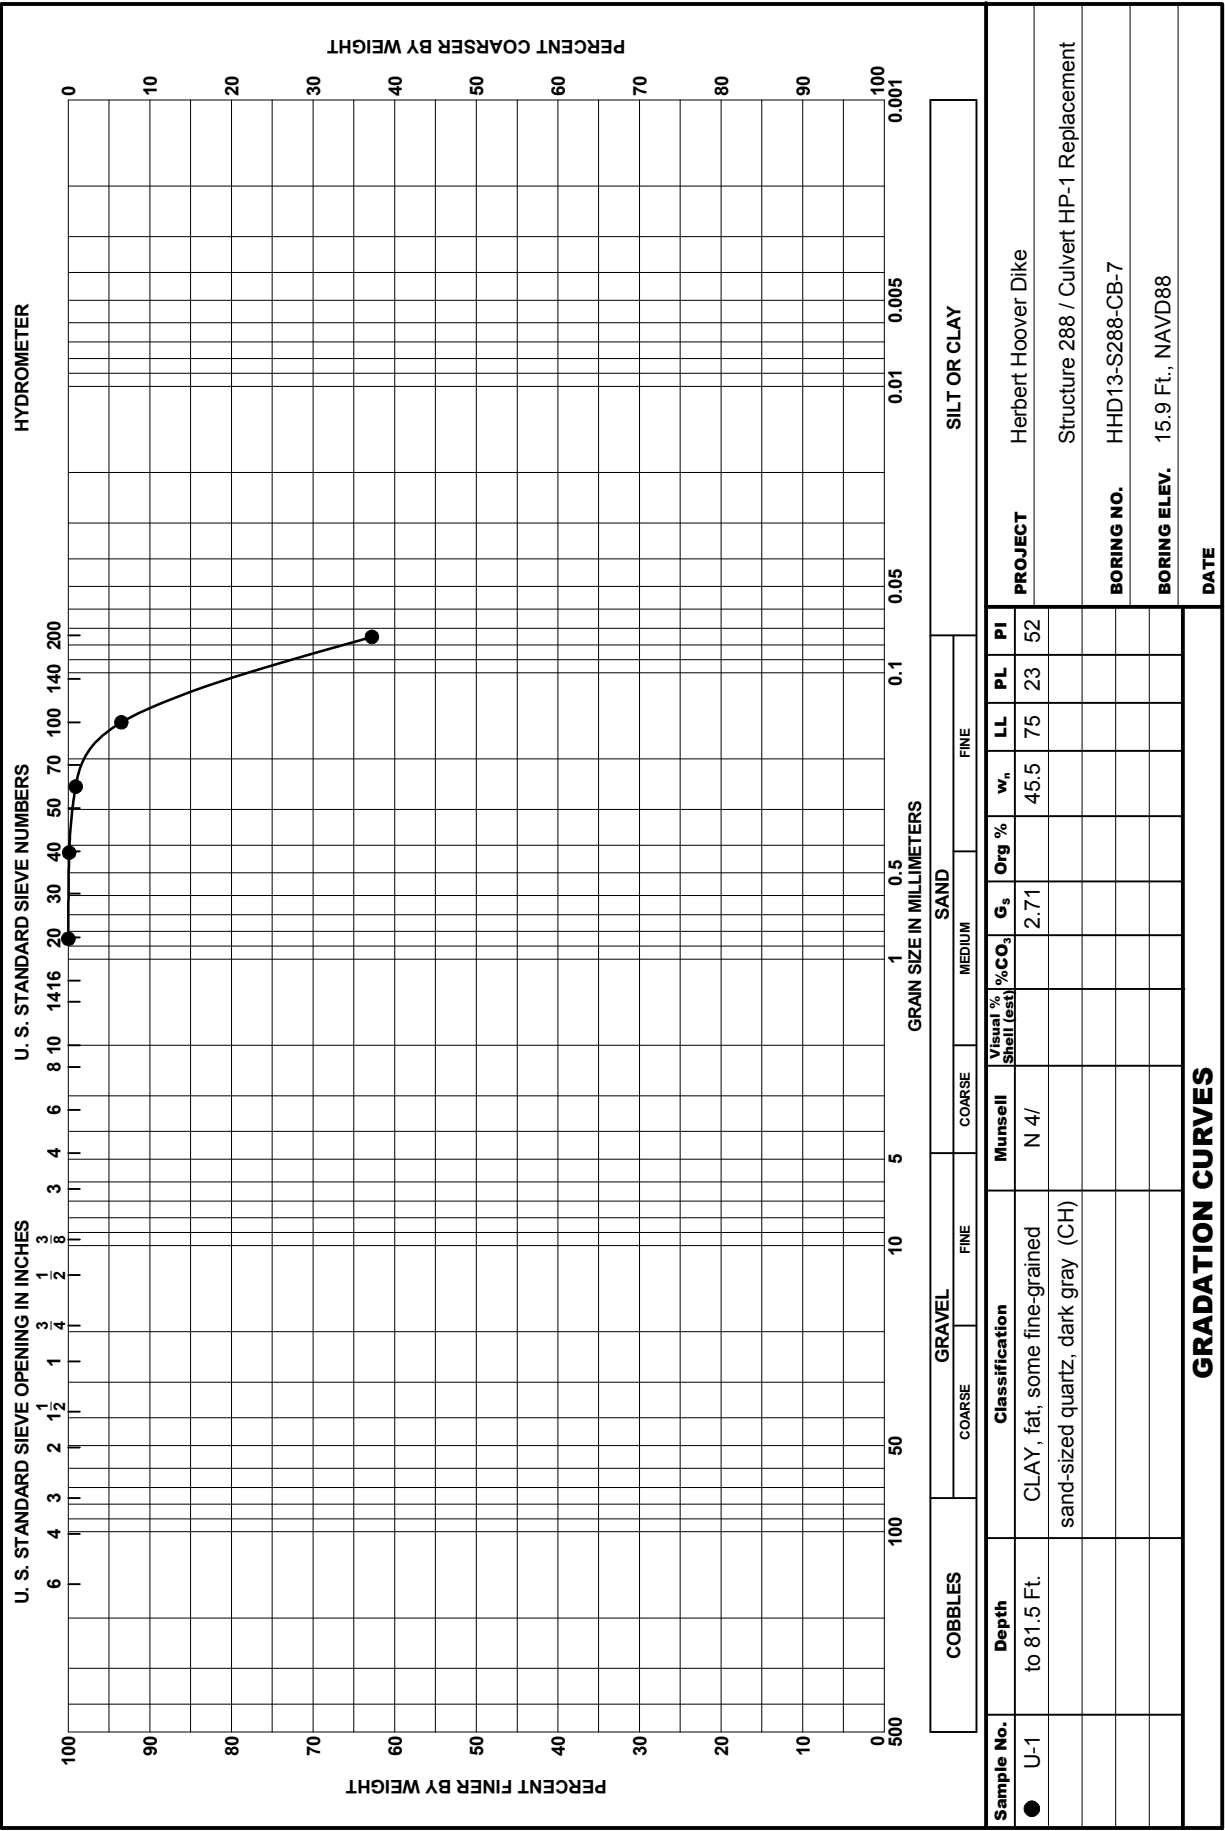 U. S. STANDARD SIEVE OPENING IN INCHES
U. S. STANDARD SIEVE NUMBERS
HYDROMETER
6 4 3 2 1 1/2 1 3/4 1/2 3/8 3 4 6 8 10 14 16 20 30 40 50 70 100 140 200
PERCENT FINER BY WEIGHT
100
90
80
70
60
50
40
30
20
10
0
PERCENT COARSER BY WEIGHT
0
10
20
30
40
50
60
70
80
90
100
500 100 50 10 5 1 0.5 0.1 0.05 0.01 0.005 0.001
GRAIN SIZE IN MILLIMETERS
COBBLES GRAVEL SAND SILT OR CLAY
COARSE FINE COARSE MEDIUM FINE
Sample No. Depth Classification Munsell Visual % Shell (est) %CO₃ Gₛ Org % wₙ LL PL PI
U-1 to 81.5 Ft. CLAY, fat, some fine-grained N 4/ 2.71 45.5 75 23 52
sand-sized quartz, dark gray (CH)
PROJECT Herbert Hoover Dike
Structure 288 / Culvert HP-1 Replacement
BORING NO. HHD13-S288-CB-7
BORING ELEV. 15.9 Ft., NAVD88
DATE
GRADATION CURVES